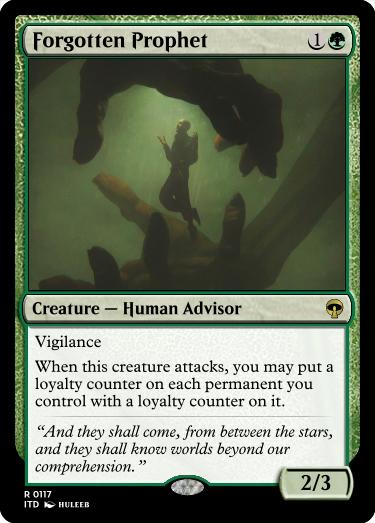 Forgotten Prophet 1
Creature — Human Advisor
Vigilance
When this creature attacks, you may put a
loyalty counter on each permanent you
control with a loyalty counter on it.
“And they shall come, from between the stars,
and they shall know worlds beyond our
comprehension.”
2/3
R 0117
ITD HULEEB